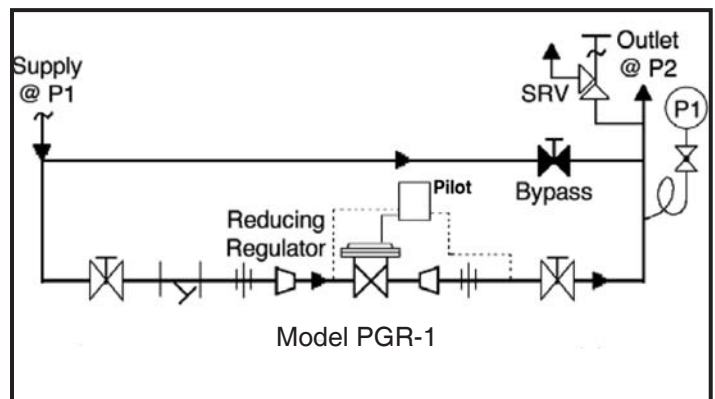 Supply
@ P1
Outlet
@ P2
SRV
P1
Bypass
Pilot
Reducing
Regulator
Model PGR-1